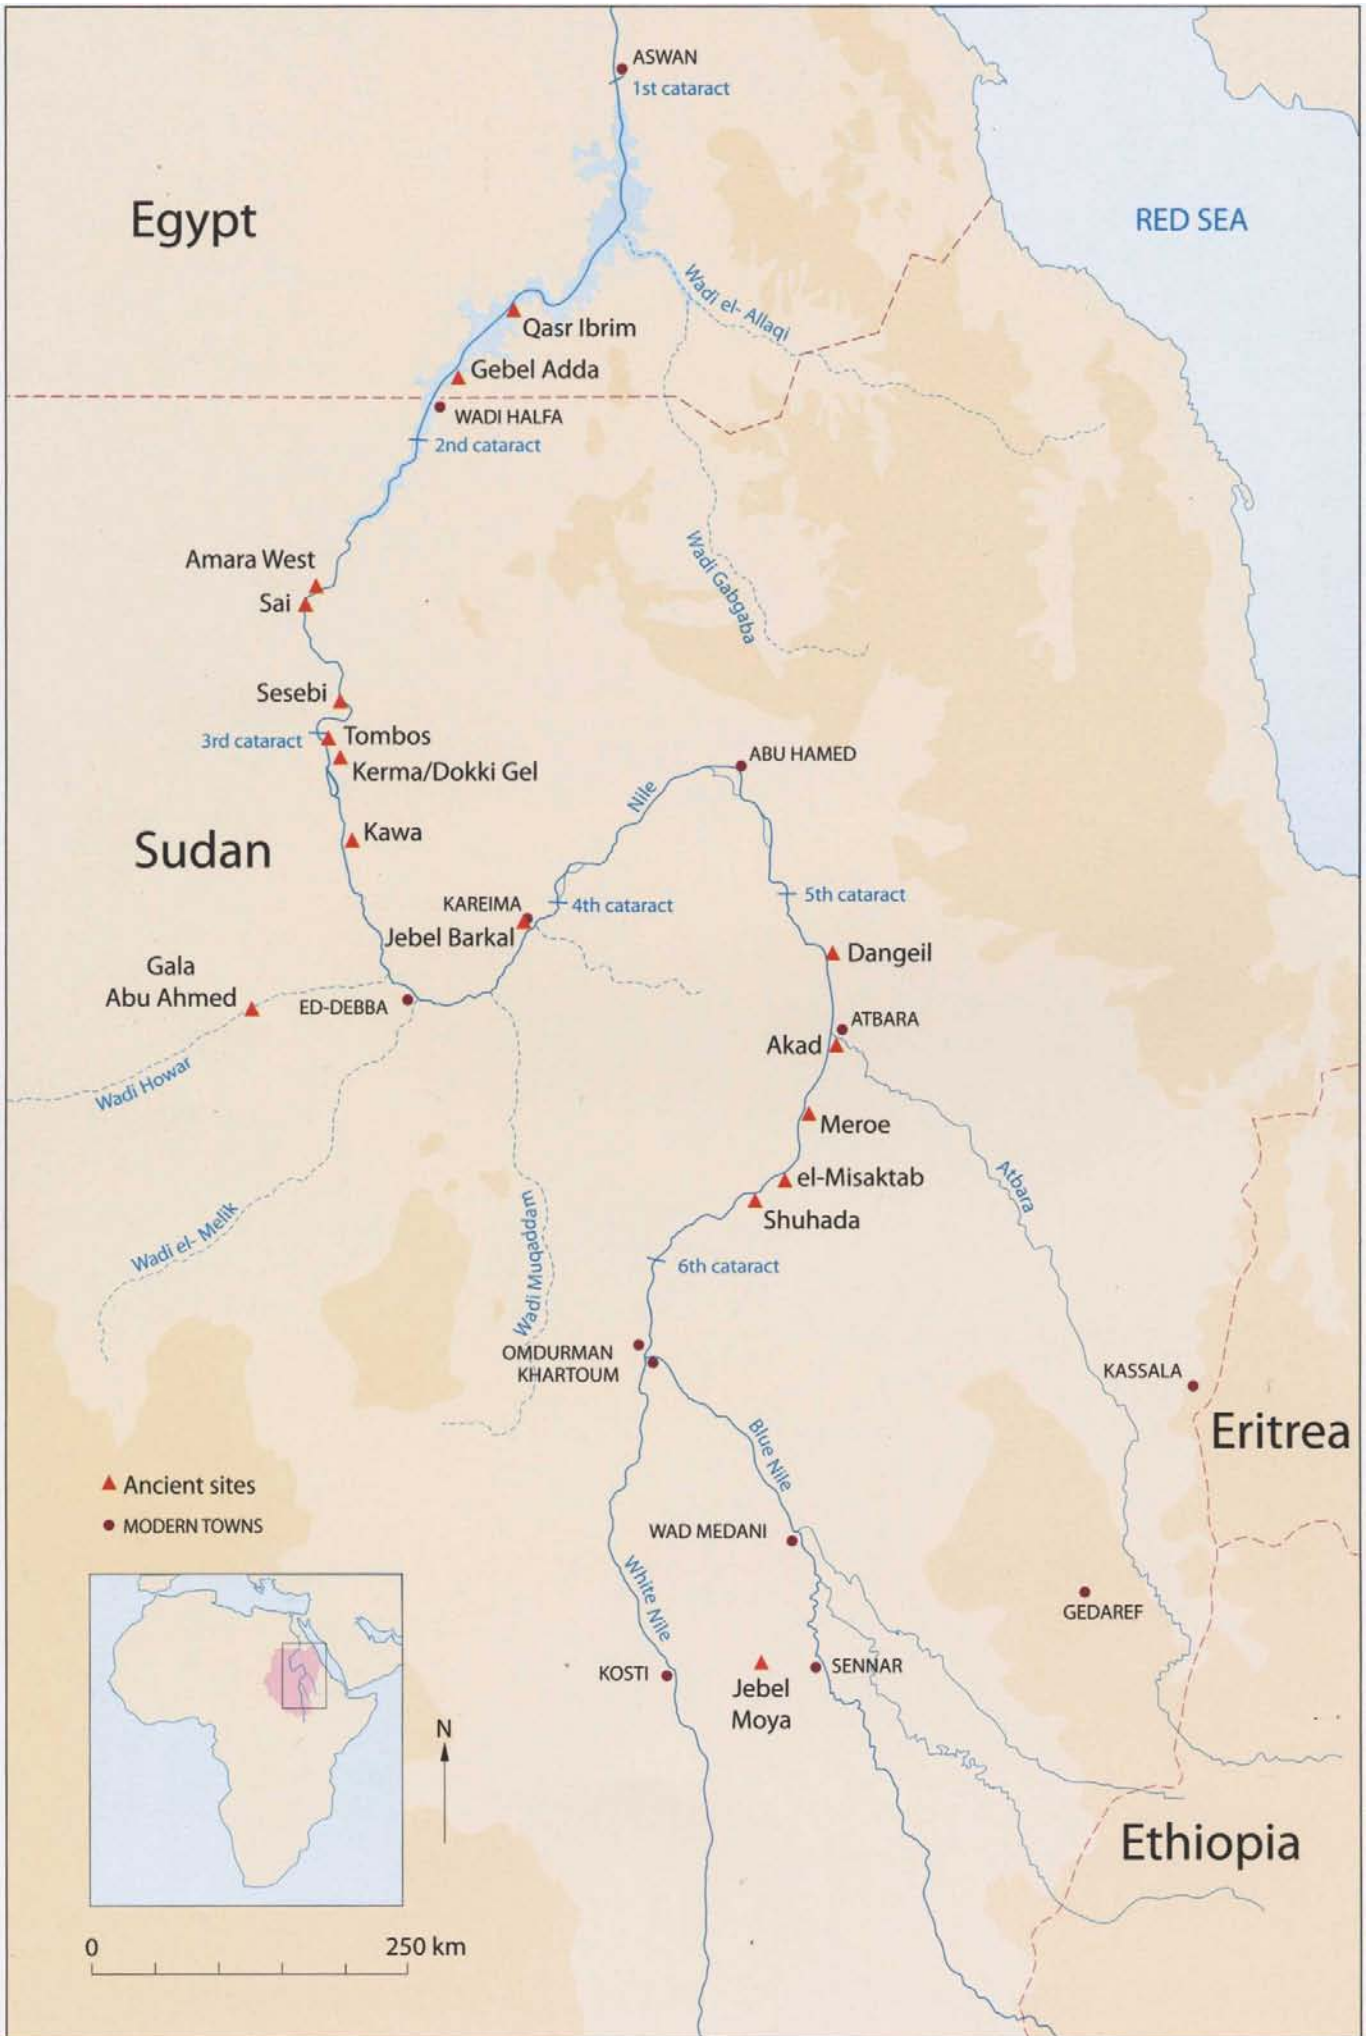 ASWAN
1st cataract
Egypt
RED SEA
Wadi el- Allaqi
Qasr Ibrim
Gebel Adda
WADI HALFA
2nd cataract
Amara West
Sai
Wadi Gabgaba
Sesebi
3rd cataract
Tombos
Kerma/Dokki Gel
ABU HAMED
Nile
Kawa
Sudan
KAREIMA
4th cataract
5th cataract
Jebel Barkal
Dangeil
Gala
Abu Ahmed
ED-DEBBA
ATBARA
Akad
Wadi Howar
Meroe
el-Misaktab
Atbara
Shuhada
Wadi el- Melik
Wadi Muqaddam
6th cataract
OMDURMAN
KHARTOUM
KASSALA
Eritrea
Blue Nile
Ancient sites
MODERN TOWNS
WAD MEDANI
White Nile
GEDAREF
KOSTI
SENNAR
Jebel
Moya
N
Ethiopia
0
250 km